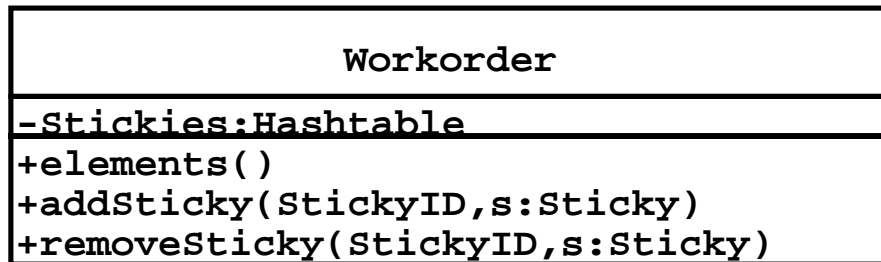 Workorder
-Stickies:Hashtable
+elements()
+addSticky(StickyID,s:Sticky)
+removeSticky(StickyID,s:Sticky)